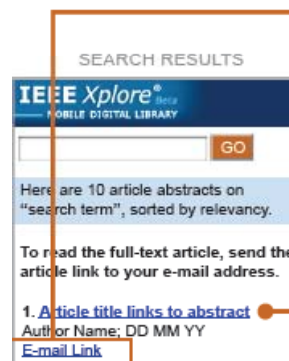 SEARCH RESULTS
IEEE Xplore® Beta
MOBILE DIGITAL LIBRARY
GO
Here are 10 article abstracts on
"search term", sorted by relevancy.
To read the full-text article, send the
article link to your e-mail address.
1. Article title links to abstract
Author Name; DD MM YY
E-mail Link